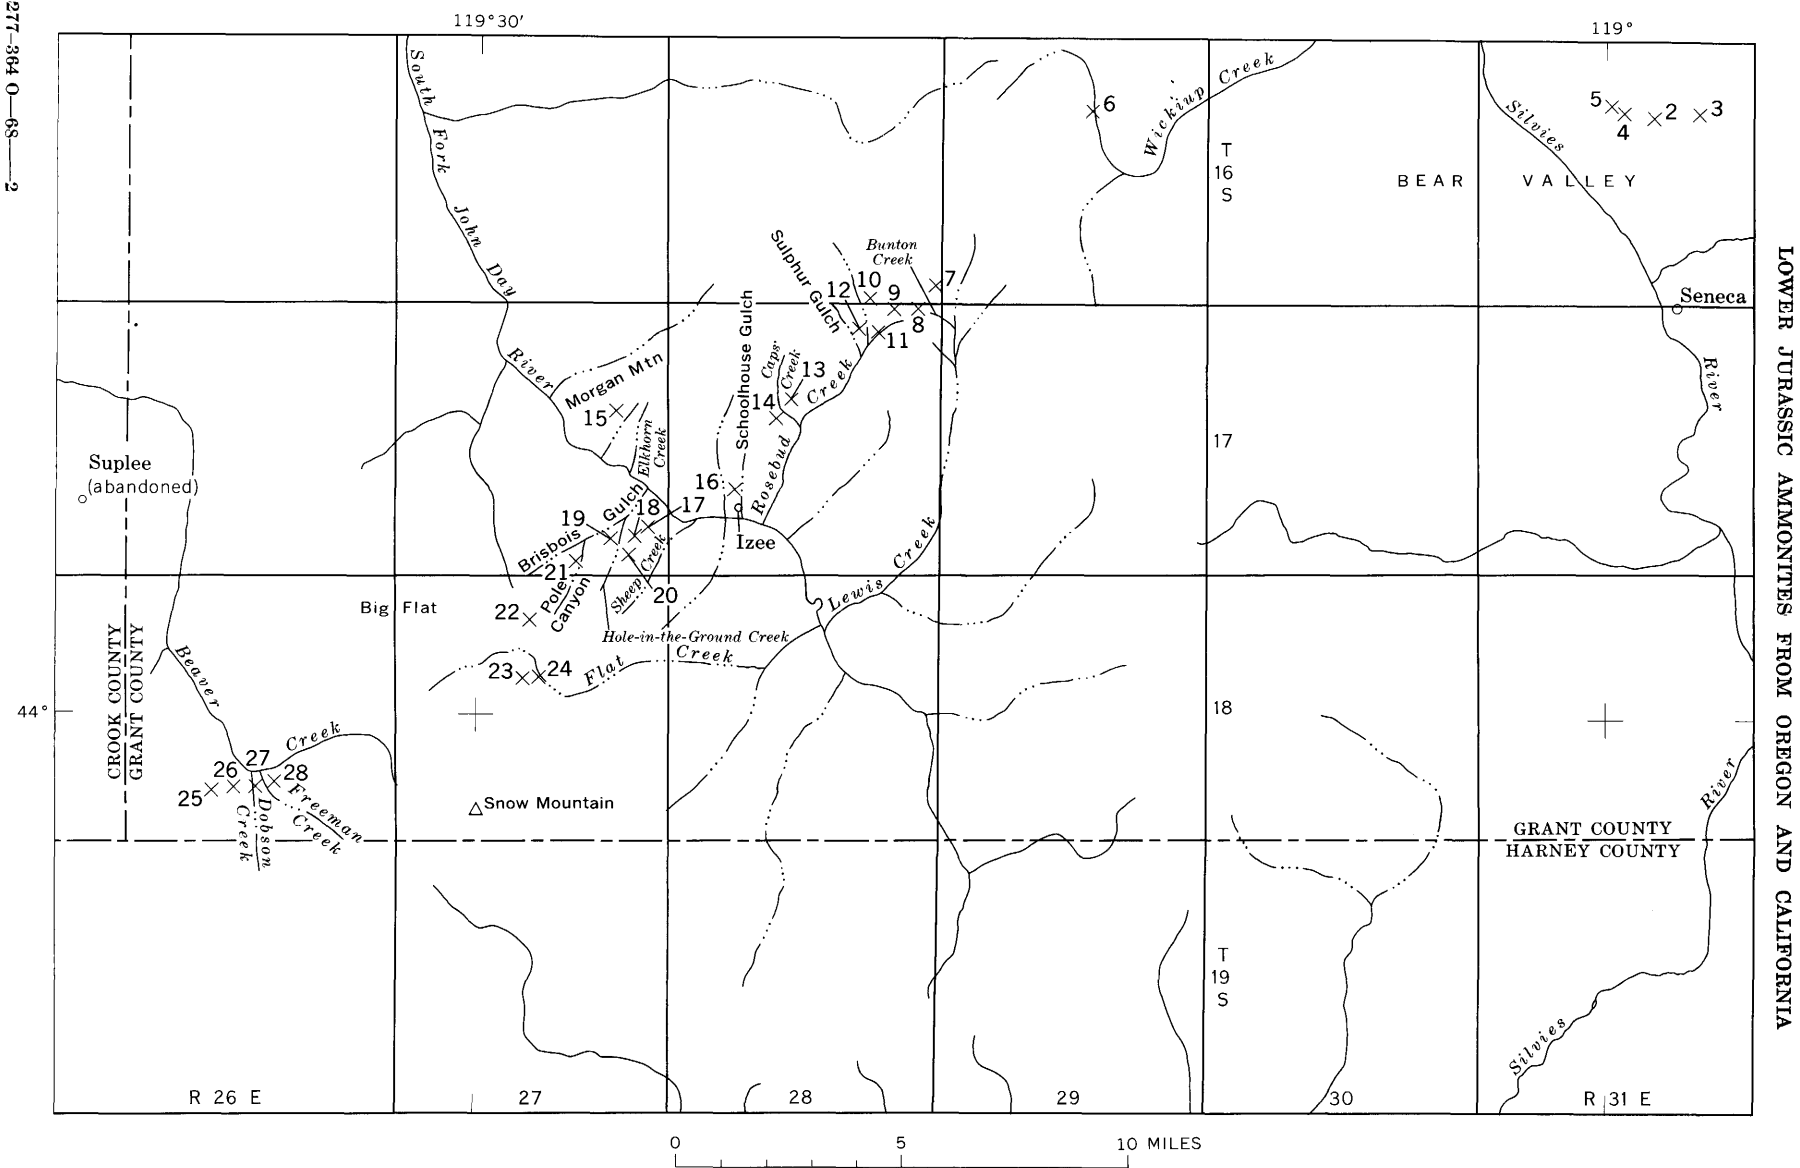 277-364 O—68——2
119°30′
119°
South Fork John Day River
Wickiup Creek
Silvies
River
5
4
2
3
6
T
16
S
BEAR VALLEY
Sulphur Gulch
Bunton
Creek
7
12
10
9
8
11
Seneca
Schoolhouse Gulch
Morgan Mtn
Caps'
Creek
13
14
15
Rosebud Creek
Elkhorn
Creek
17
Suplee
(abandoned)
16
Izee
Brisbois Gulch
19
18
17
21
20
Sheep Creek
Pole
Canyon
Lewis Creek
Big Flat
22
Hole-in-the-Ground Creek
Flat Creek
23
24
CROOK COUNTY
GRANT COUNTY
Beaver Creek
44°
18
25
26
27
28
Freeman
Creek
Dobson
Creek
Snow Mountain
River
GRANT COUNTY
HARNEY COUNTY
T
19
S
Silvies
R 26 E
27
28
29
30
R 31 E
0 5 10 MILES
LOWER JURASSIC AMMONITES FROM OREGON AND CALIFORNIA